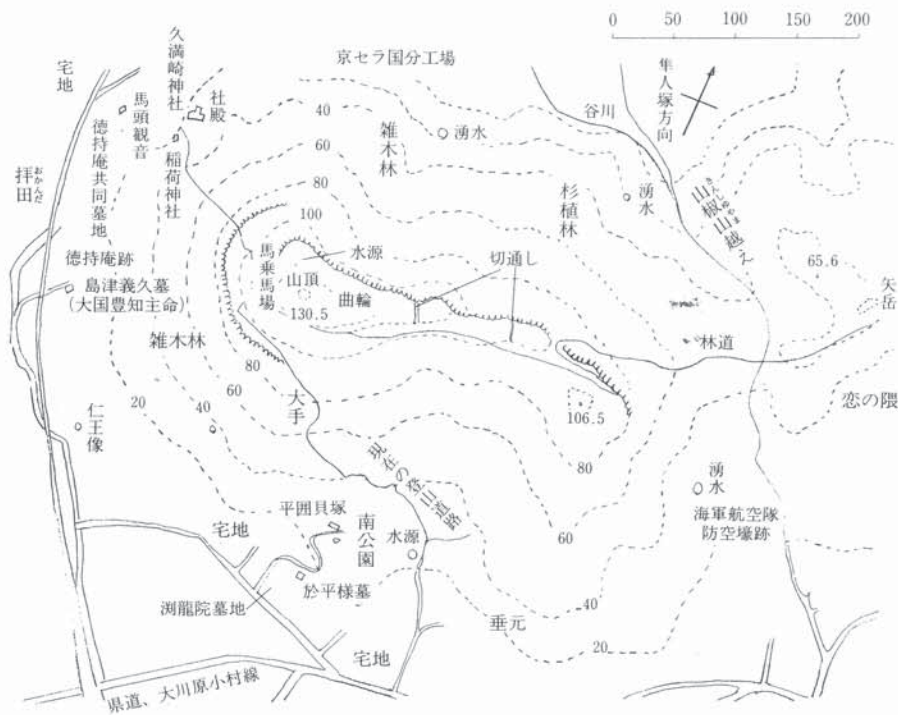 0 50 100 150 200
隼人塚方向
京セラ国分工場
谷川
久満崎神社
社殿
宅地
馬頭観音
稲荷神社
徳持庵共同墓地
拝田
おかんだ
40
60
80
100
雑木林
湧水
杉植林
湧水
山椒山越え
65.6
矢岳
徳持庵跡
島津義久墓
(大国豊知主命)
馬乗馬場
水源
山頂
130.5
曲輪
切通し
林道
恋の隈
雑木林
80
60
40
20
大手
106.5
80
60
40
20
仁王像
現在の登山道路
湧水
海軍航空隊
防空壕跡
平囲貝塚
南公園
水源
宅地
於平様墓
渕龍院墓地
垂元
宅地
県道、大川原小村線